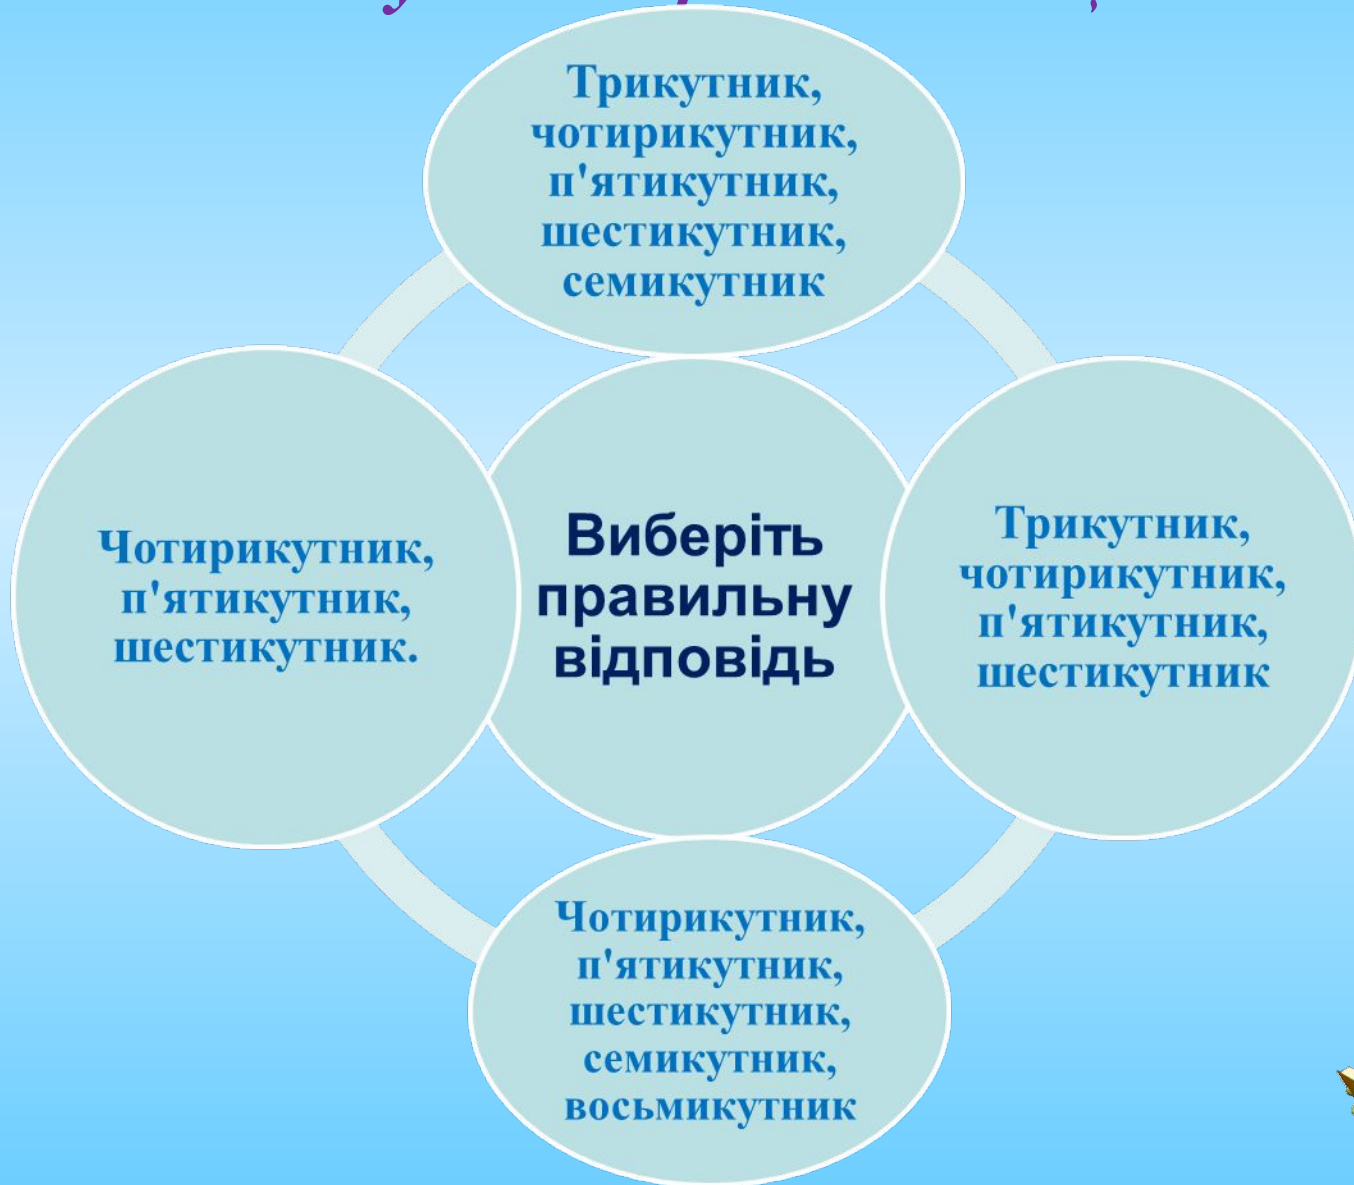 Трикутник,
чотирикутник,
п'ятикутник,
шестикутник,
семикутник
Чотирикутник,
п'ятикутник,
шестикутник.
Виберіть
правильну
відповідь
Трикутник,
чотирикутник,
п'ятикутник,
шестикутник
Чотирикутник,
п'ятикутник,
шестикутник,
семикутник,
восьмикутник